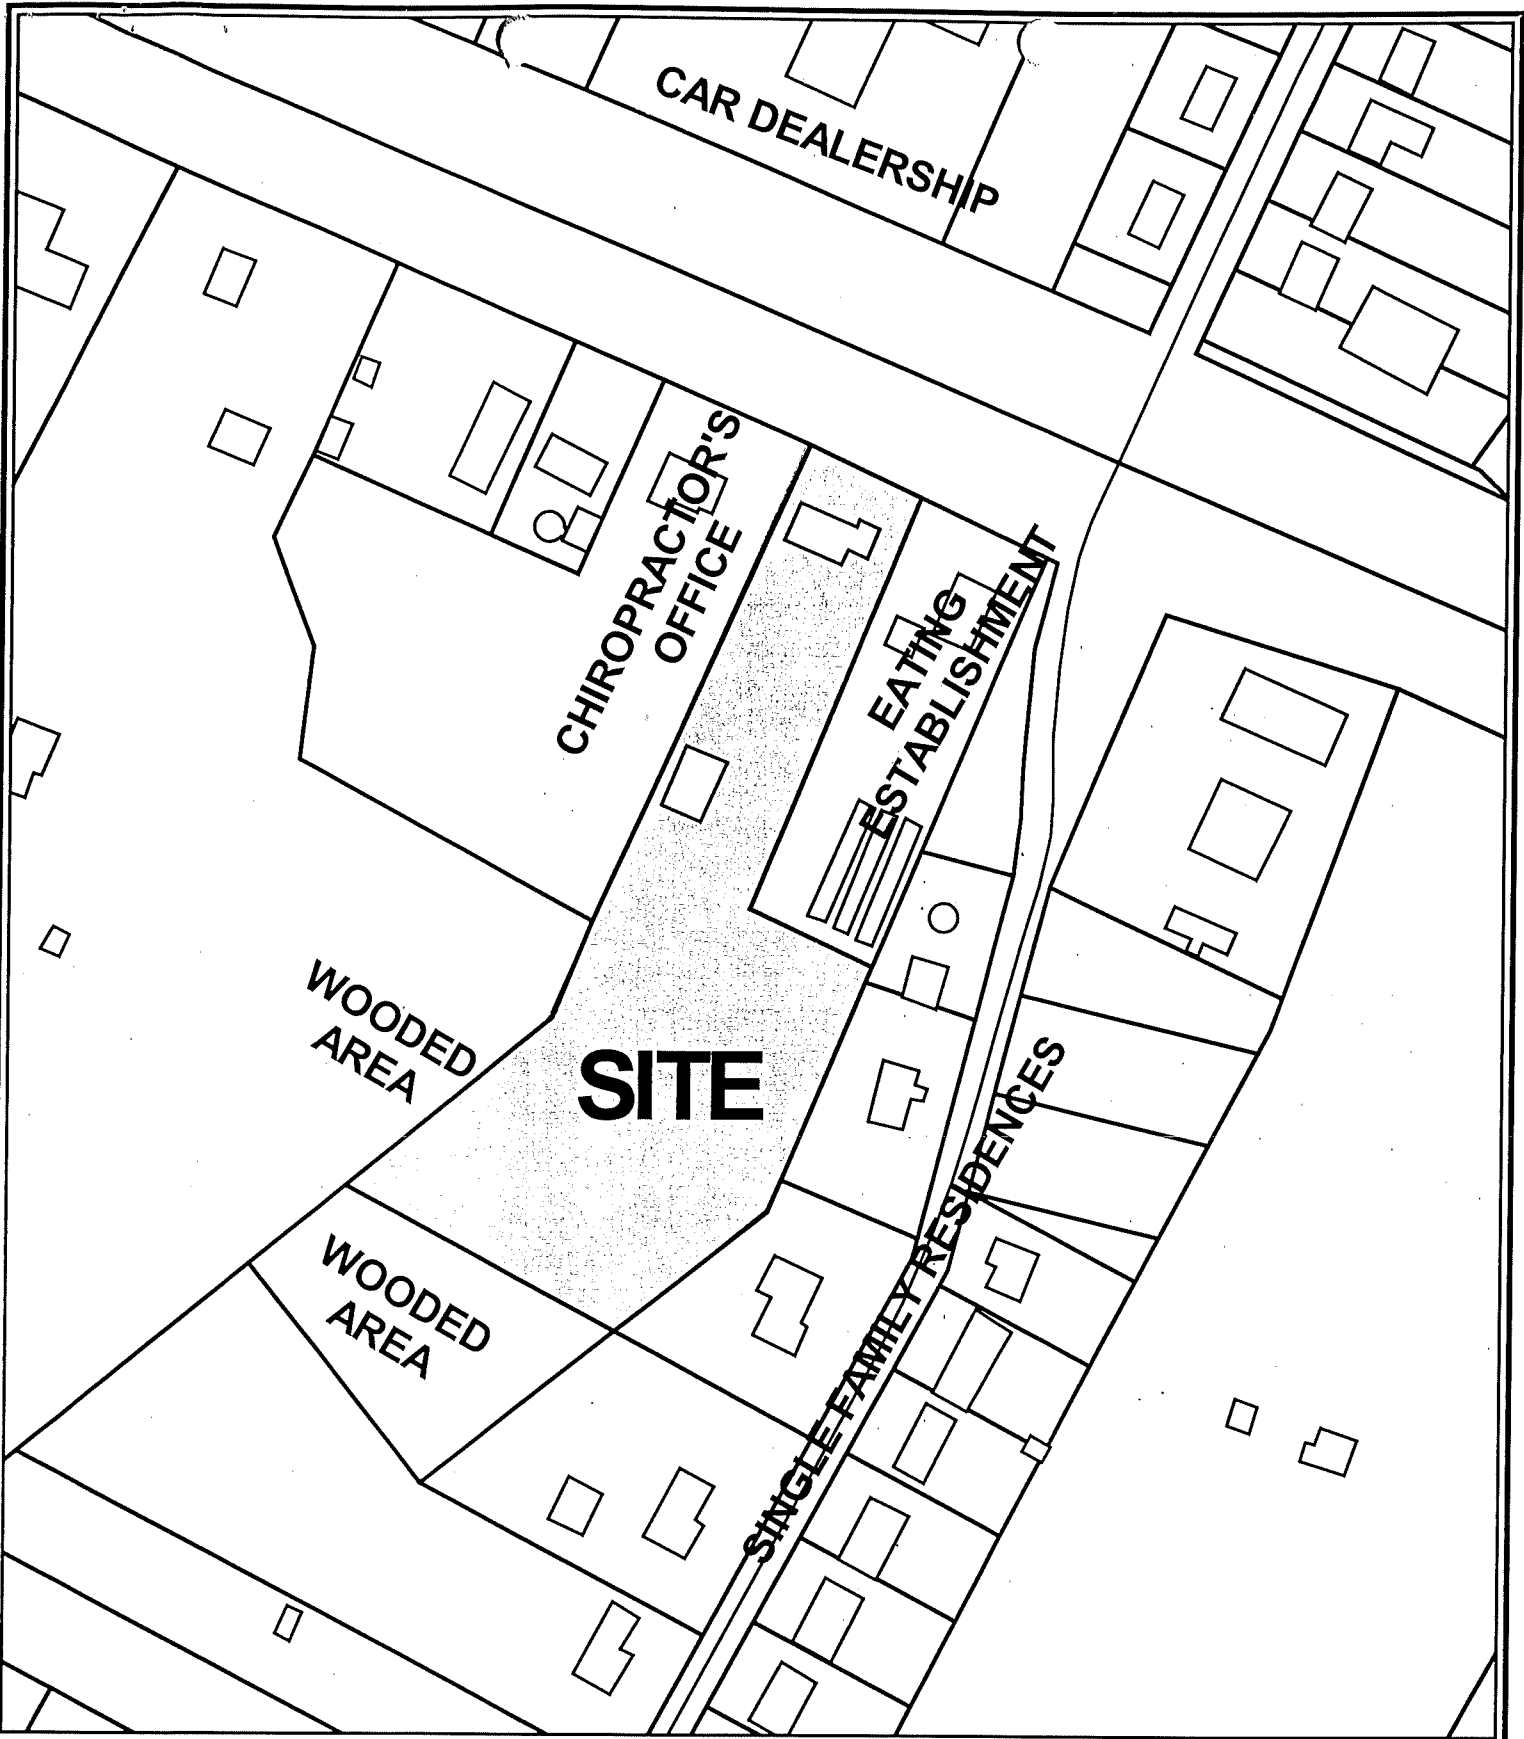 CAR DEALERSHIP
CHIROPRACTOR'S
OFFICE
EATING
ESTABLISHMENT
WOODED
AREA
SITE
WOODED
AREA
SINGLE FAMILY RESIDENCES